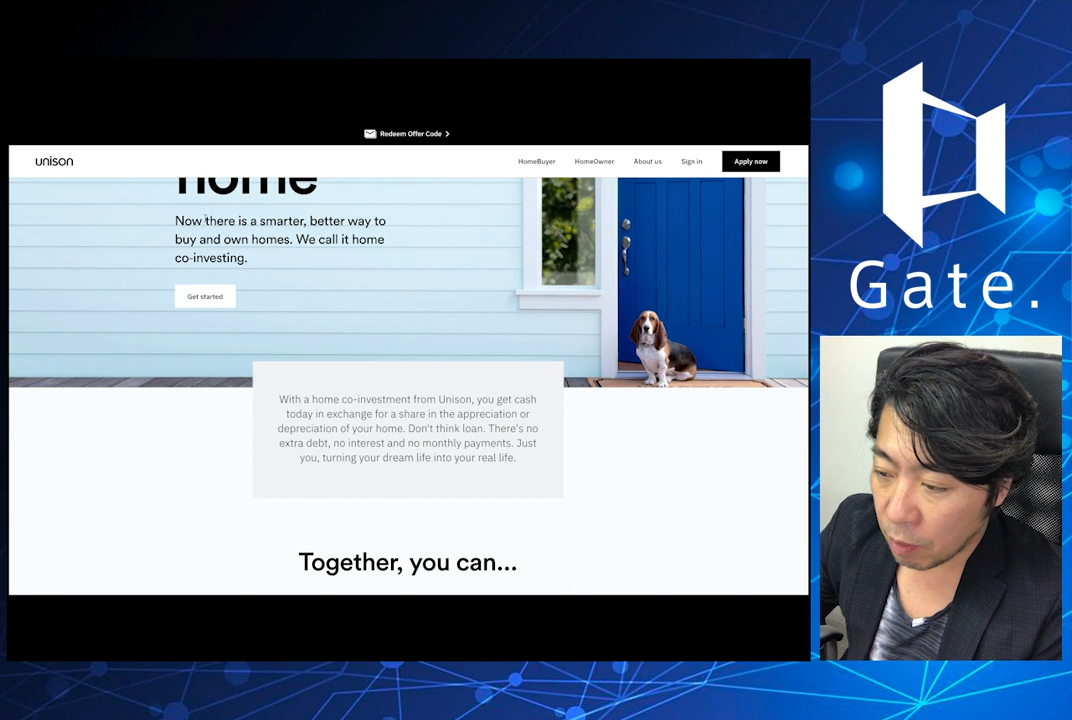 Redeem Offer Code
unison
HomeBuyer
HomeOwner
About us
Sign in
Apply now
home
Now there is a smarter, better way to
buy and own homes. We call it home
co-investing.
Get started
With a home co-investment from Unison, you get cash
today in exchange for a share in the appreciation or
depreciation of your home. Don't think loan. There's no
extra debt, no interest and no monthly payments. Just
you, turning your dream life into your real life.
Together, you can...
Gate.